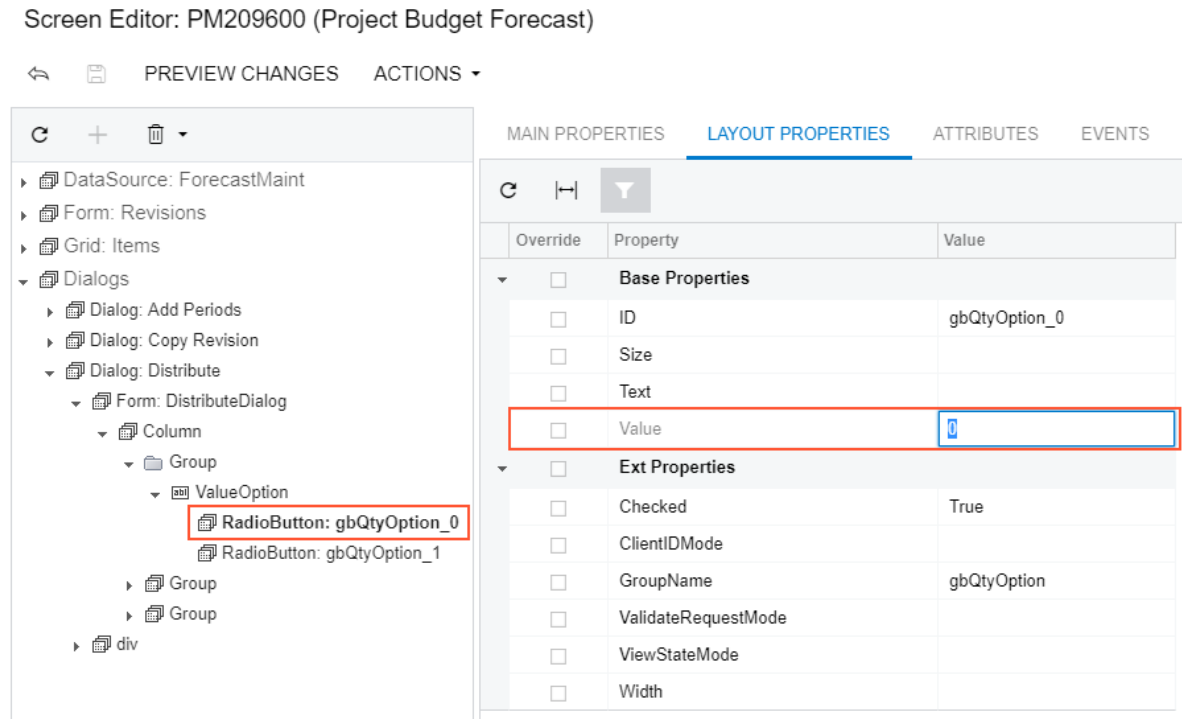 Screen Editor: PM209600 (Project Budget Forecast)
PREVIEW CHANGES ACTIONS
DataSource: ForecastMaint
Form: Revisions
Grid: Items
Dialogs
Dialog: Add Periods
Dialog: Copy Revision
Dialog: Distribute
Form: DistributeDialog
Column
Group
ValueOption
RadioButton: gbQtyOption_0
RadioButton: gbQtyOption_1
Group
Group
div
MAIN PROPERTIES LAYOUT PROPERTIES ATTRIBUTES EVENTS
Override Property Value
Base Properties
ID gbQtyOption_0
Size
Text
Value 0
Ext Properties
Checked True
ClientIDMode
GroupName gbQtyOption
ValidateRequestMode
ViewStateMode
Width